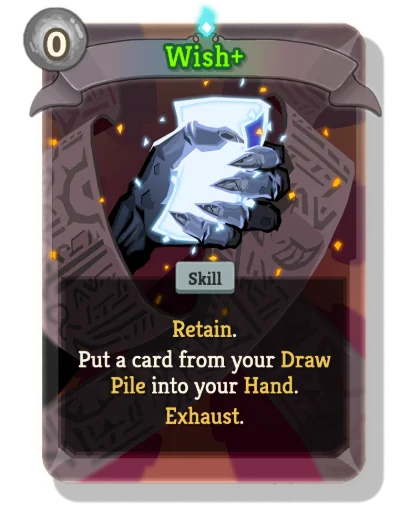 0
Wish+
Skill
Retain.
Put a card from your Draw
Pile into your Hand.
Exhaust.